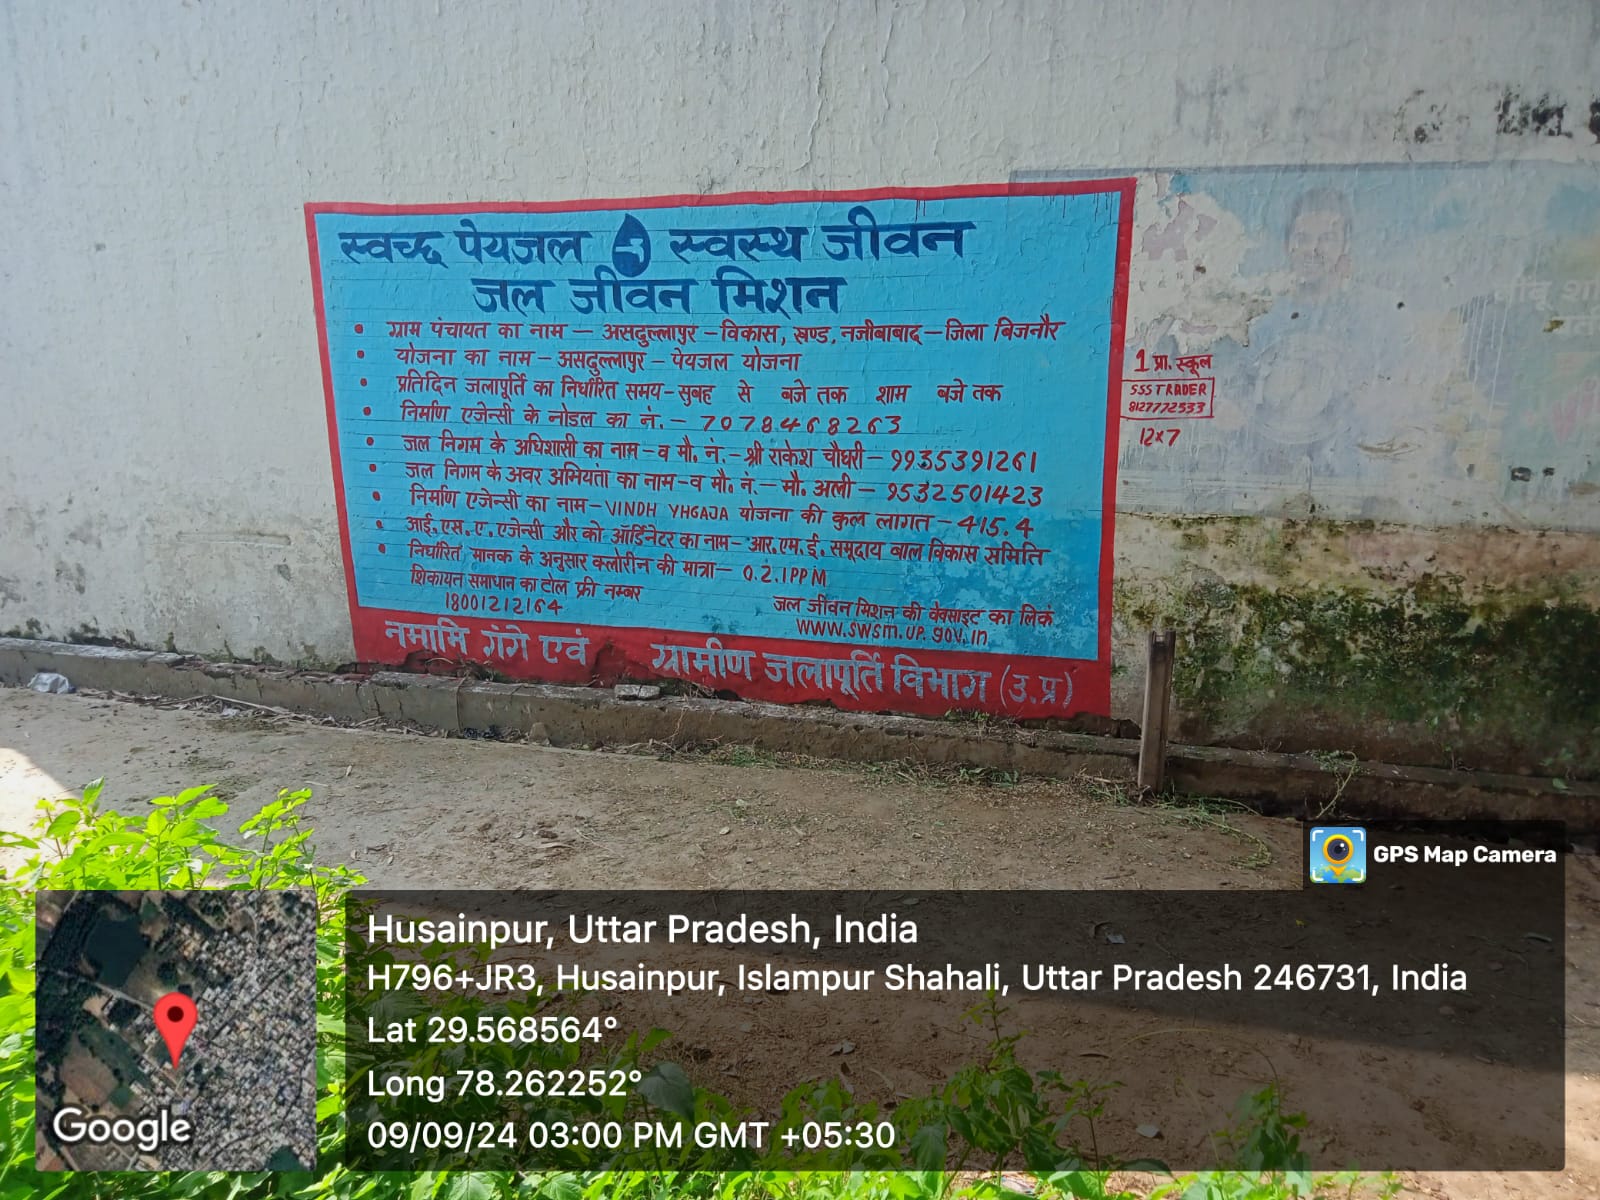 स्वच्छ पेयजल स्वस्थ जीवन
जल जीवन मिशन
• ग्राम पंचायत का नाम — असदुल्लापुर – विकास, खण्ड, नजीबाबाद – जिला बिजनौर
• योजना का नाम – असदुल्लापुर – पेयजल योजना
• प्रतिदिन जलापूर्ति का निर्धारित समय – सुबह से बजे तक शाम बजे तक
• निर्माण एजेन्सी के नोडल का नं. – 7078468263
• जल निगम के अधिशासी का नाम – व मौ. नं. – श्री राकेश चौधरी – 9935391261
• जल निगम के अवर अभियंता का नाम – व मौ. नं. – मौ. अली – 9532501423
• निर्माण एजेन्सी का नाम – VINDH YHGAJA योजना की कुल लागत – 415.4
• आई. एस. ए. एजेन्सी और को ऑर्डिनेटर का नाम – आर. एम. ई. समूदाय बाल विकास समिति
• निर्धारित मानक के अनुसार क्लोरीन की मात्रा — 0.2.1PPM
शिकायत समाधान का टोल फ्री नम्बर
18001212164
जल जीवन मिशन की वेबसाइट का लिंक
www.swsm.up.gov.in
नमामि गंगे एवं ग्रामीण जलापूर्ति विभाग (उ.प्र)
1 प्रा. स्कूल
SSS TRADER
8127772533
12×7
GPS Map Camera
Husainpur, Uttar Pradesh, India
H796+JR3, Husainpur, Islampur Shahali, Uttar Pradesh 246731, India
Lat 29.568564°
Long 78.262252°
09/09/24 03:00 PM GMT +05:30
Google